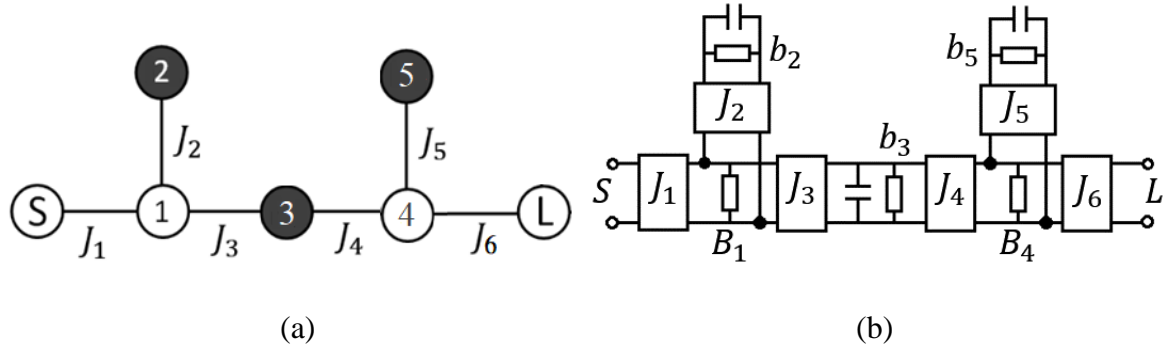 2 5
J₂ J₅
S 1 3 4 L
J₁ J₃ J₄ J₆
(a)
b₂ b₅
J₂ J₅
b₃
S J₁ J₃ J₄ J₆ L
B₁ B₄
(b)